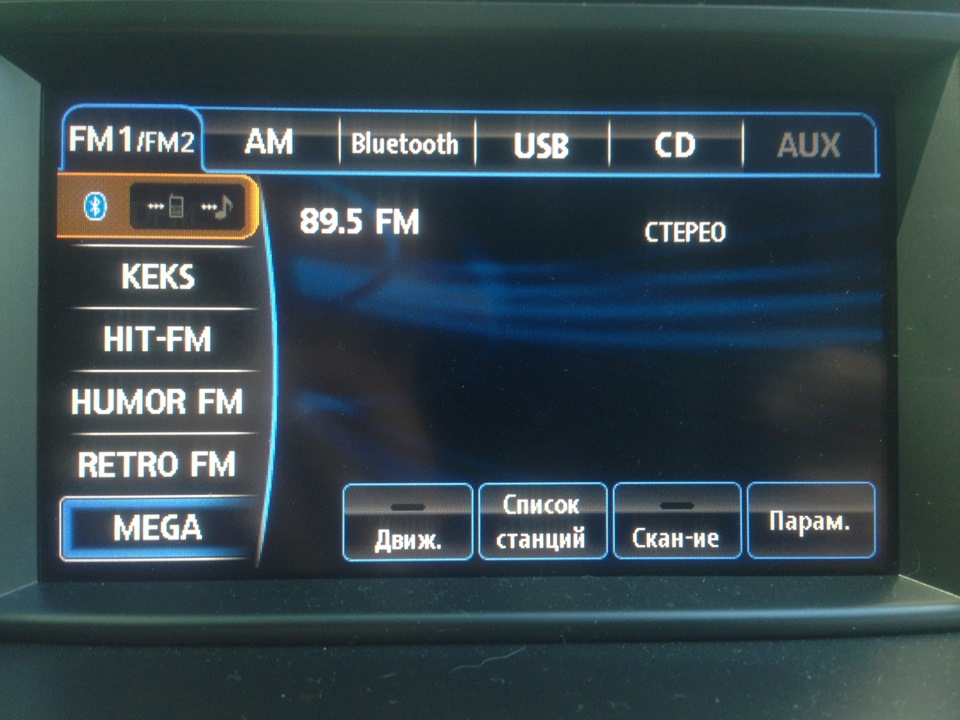 FM1/FM2 AM Bluetooth USB CD AUX
89.5 FM СТЕРЕО
KEKS
HIT-FM
HUMOR FM
RETRO FM
MEGA
Движ.
Список
станций
Скан-ие
Парам.